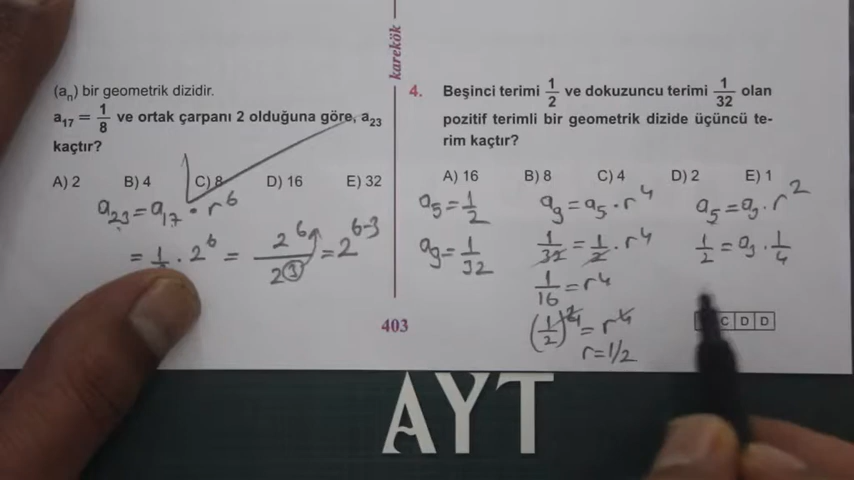 karekök
(aₙ) bir geometrik dizidir.
a₁₇ = 1/8 ve ortak çarpanı 2 olduğuna göre, a₂₃
kaçtır?
A) 2 B) 4 C) 8 D) 16 E) 32
a₂₃ = a₁₇ · r⁶
= 1/ · 2⁶ = 2⁶/2³ = 2⁶⁻³
4. Beşinci terimi 1/2 ve dokuzuncu terimi 1/32 olan
pozitif terimli bir geometrik dizide üçüncü te-
rim kaçtır?
A) 16 B) 8 C) 4 D) 2 E) 1
a₅ = 1/2
a₉ = 1/32
a₉ = a₅ · r⁴
1/32 = 1/2 · r⁴
1/16 = r⁴
(1/2)⁴ = r⁴
r = 1/2
a₅ = a₃ · r²
1/2 = a₃ · 1/4
C D D
403
AYT